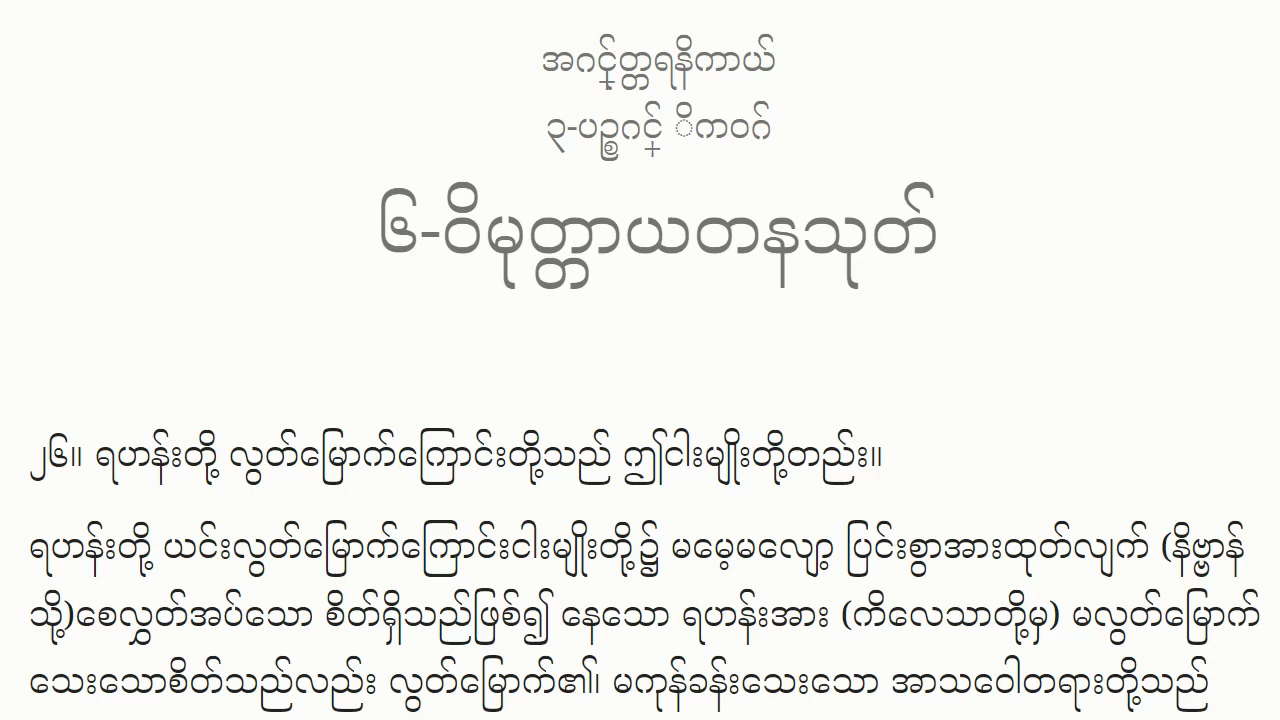 အင်္ဂုတ္တရနိကာယ်
၃-ပဉ္စင်္ဂိကဝဂ်
၆-ဝိမုတ္တာယတနသုတ်
၂၆။ ရဟန်းတို့ လွတ်မြောက်ကြောင်းတို့သည် ဤငါးမျိုးတို့တည်း။
ရဟန်းတို့ ယင်းလွတ်မြောက်ကြောင်းငါးမျိုးတို့၌ မမေ့မလျော့ ပြင်းစွာအားထုတ်လျက် (နိဗ္ဗာန်
သို့)စေလွှတ်အပ်သော စိတ်ရှိသည်ဖြစ်၍ နေသော ရဟန်းအား (ကိလေသာတို့မှ) မလွတ်မြောက်
သေးသောစိတ်သည်လည်း လွတ်မြောက်၏၊ မကုန်ခန်းသေးသော အာသဝေါတရားတို့သည်